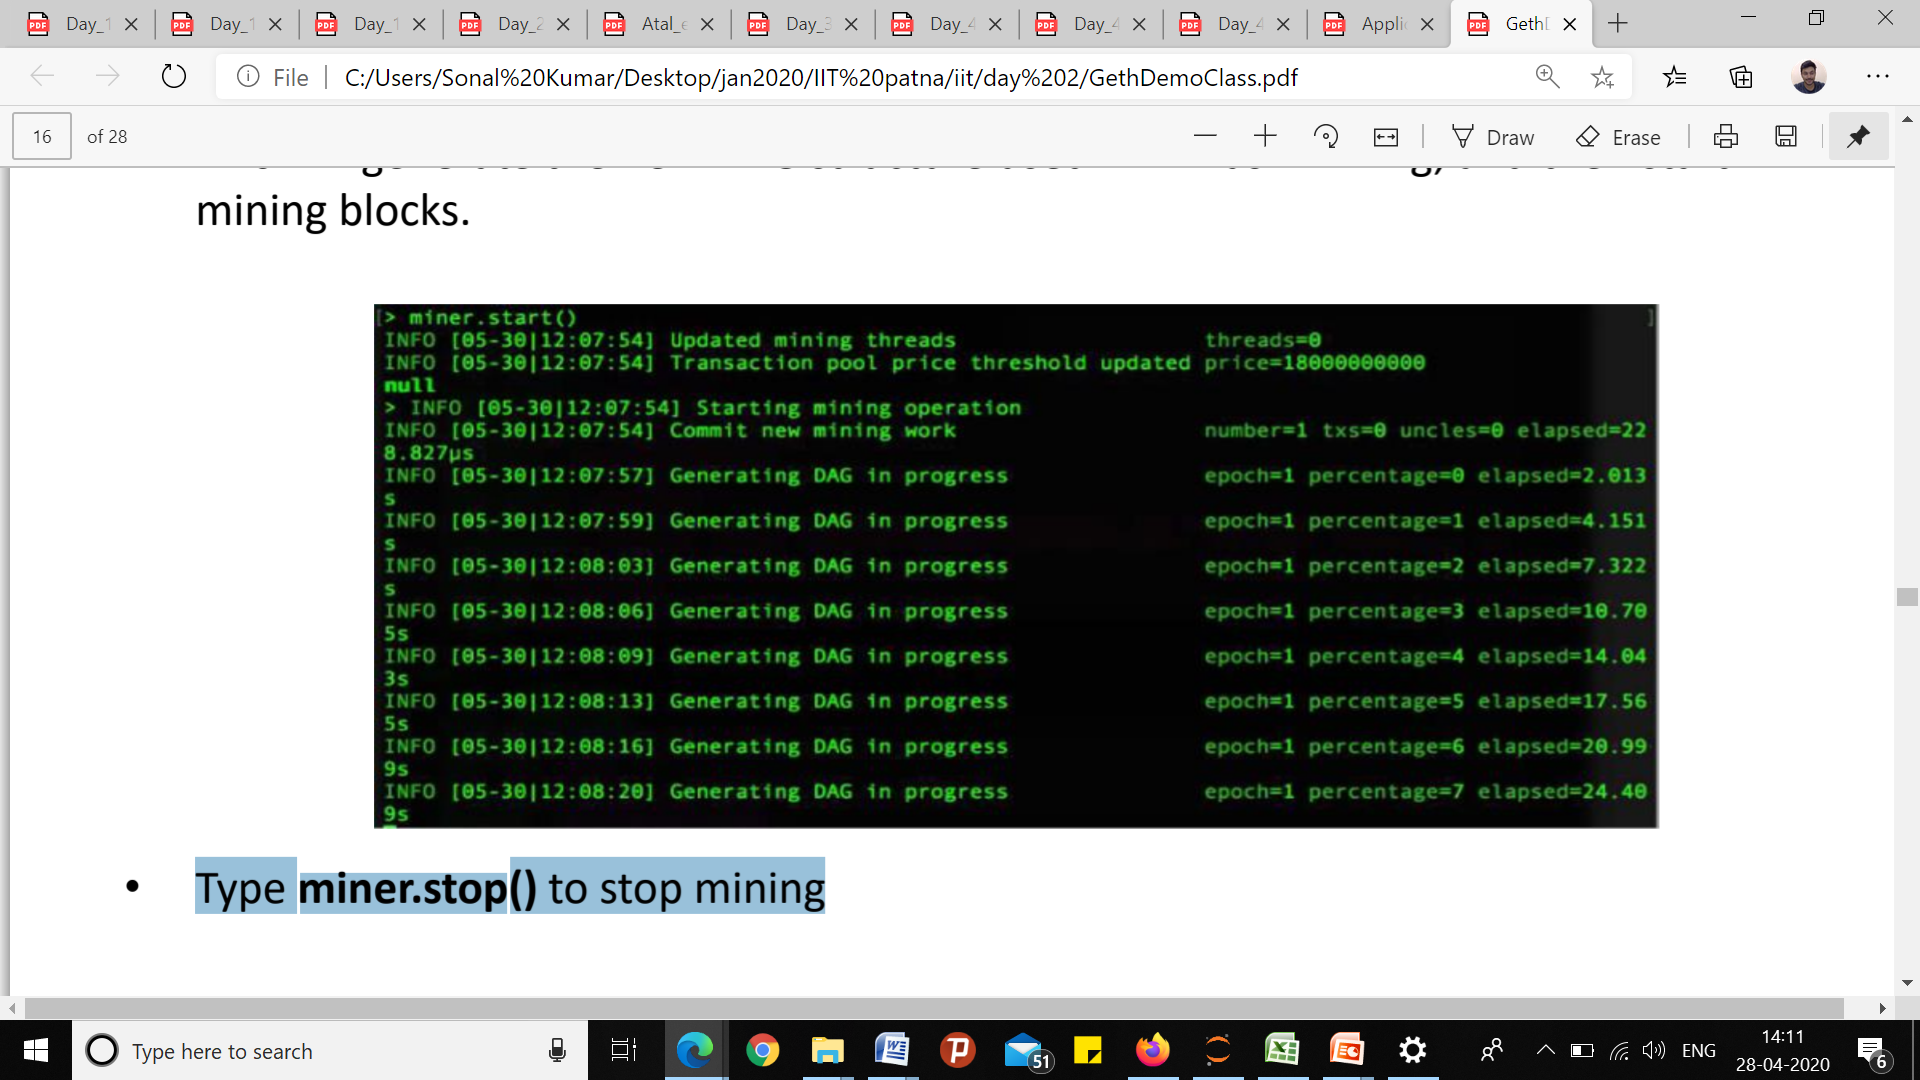 Day_1
Day_1
Day_1
Day_2
Atal_e
Day_3
Day_4
Day_4
Day_4
Applic
GethD
File
C:/Users/Sonal%20Kumar/Desktop/jan2020/IIT%20patna/iit/day%202/GethDemoClass.pdf
16 of 28
Draw
Erase
mining blocks.
[> miner.start() ]
INFO [05-30|12:07:54] Updated mining threads threads=0
INFO [05-30|12:07:54] Transaction pool price threshold updated price=18000000000
null
> INFO [05-30|12:07:54] Starting mining operation
INFO [05-30|12:07:54] Commit new mining work number=1 txs=0 uncles=0 elapsed=22
8.827µs
INFO [05-30|12:07:57] Generating DAG in progress epoch=1 percentage=0 elapsed=2.013
s
INFO [05-30|12:07:59] Generating DAG in progress epoch=1 percentage=1 elapsed=4.151
s
INFO [05-30|12:08:03] Generating DAG in progress epoch=1 percentage=2 elapsed=7.322
s
INFO [05-30|12:08:06] Generating DAG in progress epoch=1 percentage=3 elapsed=10.70
5s
INFO [05-30|12:08:09] Generating DAG in progress epoch=1 percentage=4 elapsed=14.04
3s
INFO [05-30|12:08:13] Generating DAG in progress epoch=1 percentage=5 elapsed=17.56
5s
INFO [05-30|12:08:16] Generating DAG in progress epoch=1 percentage=6 elapsed=20.99
9s
INFO [05-30|12:08:20] Generating DAG in progress epoch=1 percentage=7 elapsed=24.40
9s
• Type miner.stop() to stop mining
Type here to search
51
ENG
14:11
28-04-2020
6